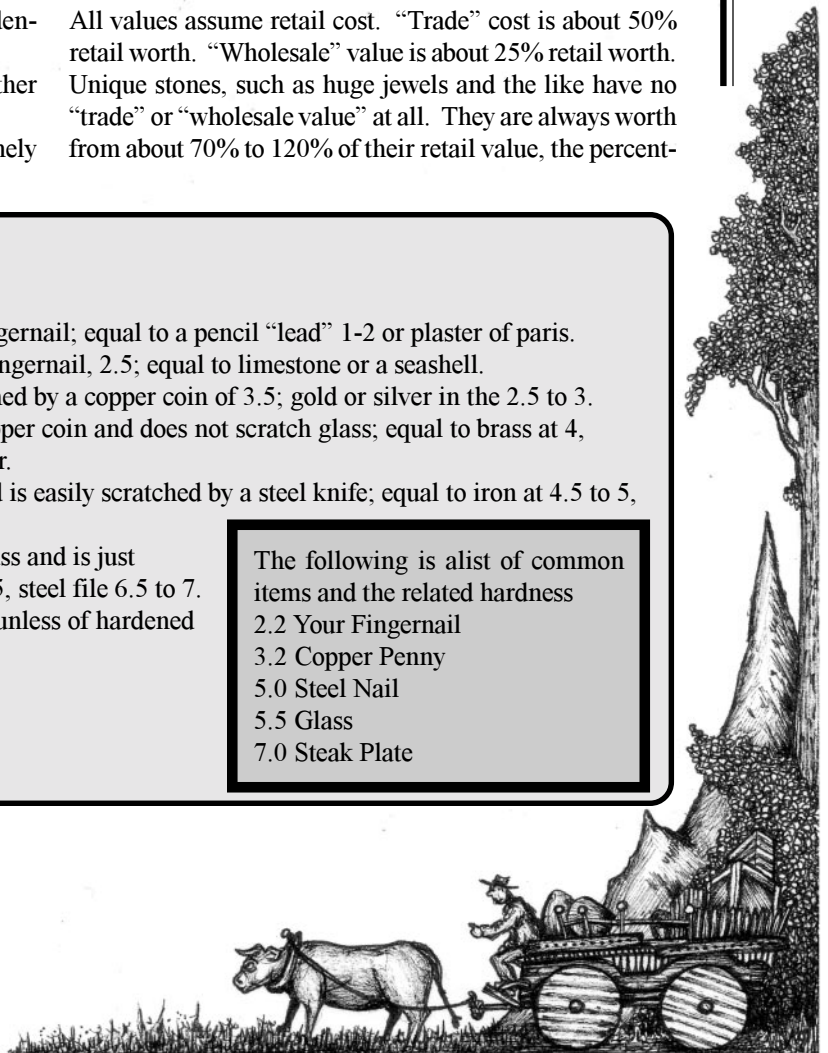 den-
ther
nely
All values assume retail cost. “Trade” cost is about 50%
retail worth. “Wholesale” value is about 25% retail worth.
Unique stones, such as huge jewels and the like have no
“trade” or “wholesale value” at all. They are always worth
from about 70% to 120% of their retail value, the percent-
gernail; equal to a pencil “lead” 1-2 or plaster of paris.
ngernail, 2.5; equal to limestone or a seashell.
ned by a copper coin of 3.5; gold or silver in the 2.5 to 3.
per coin and does not scratch glass; equal to brass at 4,
r.
l is easily scratched by a steel knife; equal to iron at 4.5 to 5,
ss and is just
5, steel file 6.5 to 7.
unless of hardened
The following is alist of common
items and the related hardness
2.2 Your Fingernail
3.2 Copper Penny
5.0 Steel Nail
5.5 Glass
7.0 Steak Plate